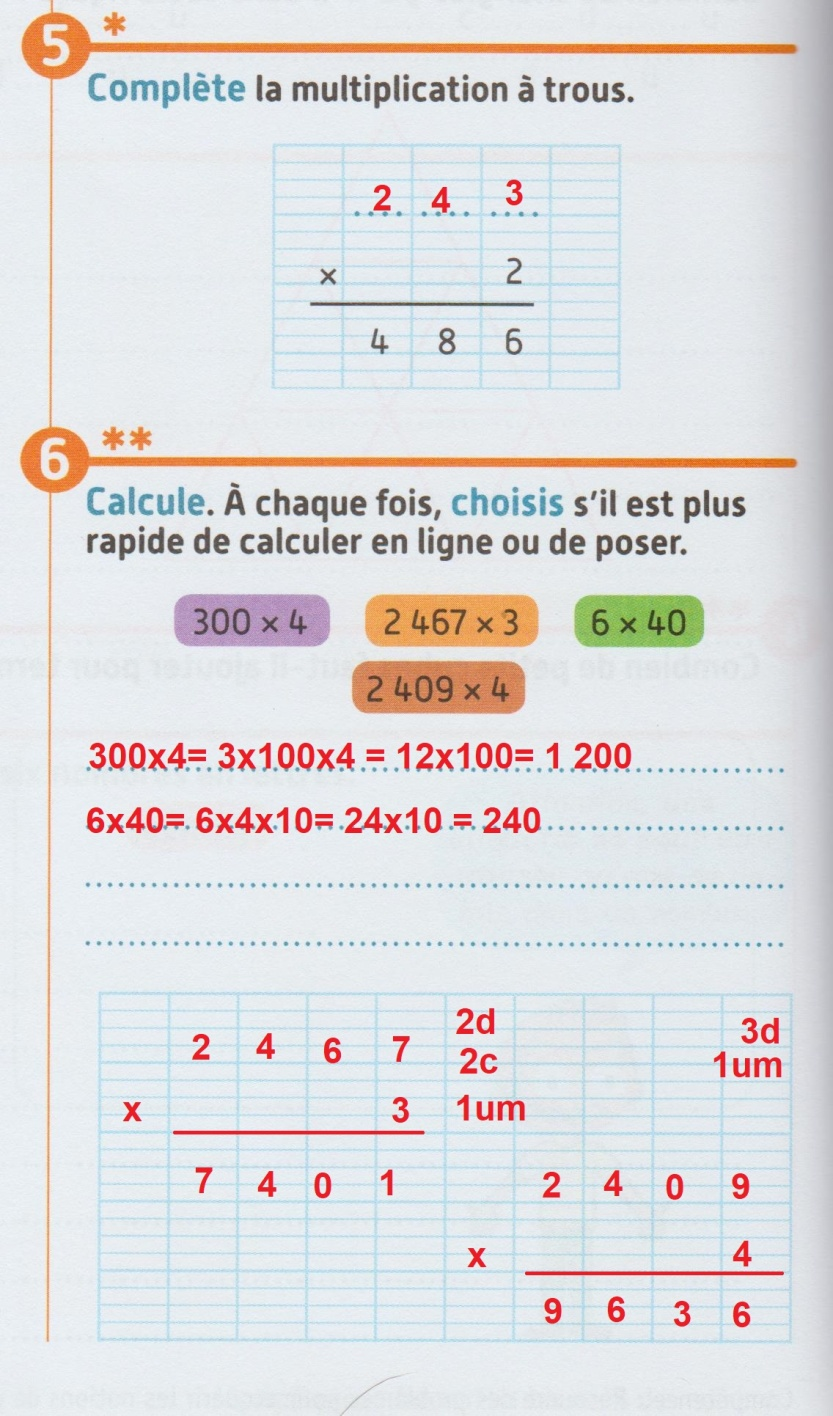 5 *
Complète la multiplication à trous.
2 4 3
× 2
4 8 6
6 **
Calcule. À chaque fois, choisis s'il est plus
rapide de calculer en ligne ou de poser.
300 × 4 2 467 × 3 6 × 40
2 409 × 4
300x4= 3x100x4 = 12x100= 1 200
6x40= 6x4x10= 24x10 = 240
2 4 6 7
x 3
7 4 0 1
2d
2c
1um
3d
1um
2 4 0 9
x 4
9 6 3 6